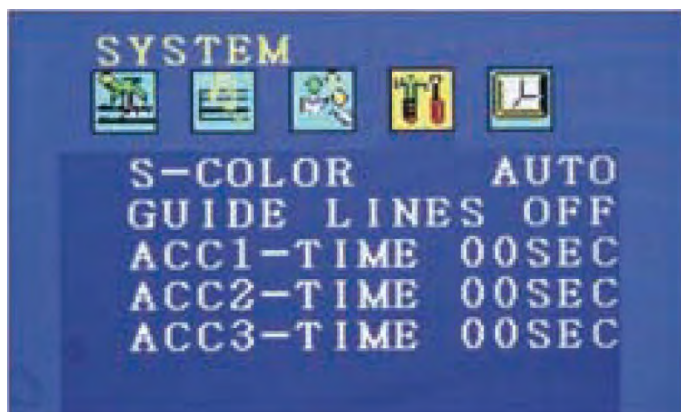 SYSTEM
S-COLOR AUTO
GUIDE LINES OFF
ACC1-TIME 00SEC
ACC2-TIME 00SEC
ACC3-TIME 00SEC